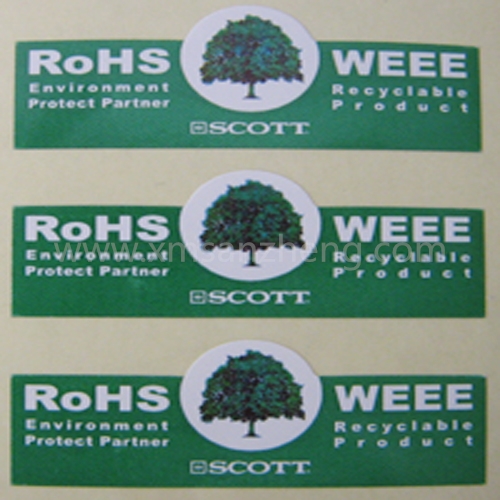 RoHS WEEE
Environment Recyclable
Protect Partner Product
SCOTT
RoHS WEEE
www.xmsanzheng.com
Environment Recyclable
Protect Partner Product
SCOTT
RoHS WEEE
Environment Recyclable
Protect Partner Product
SCOTT